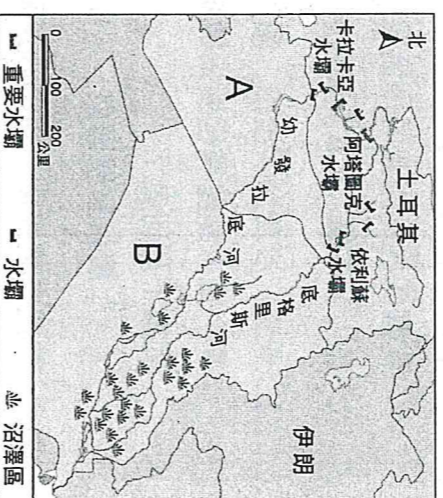 北
土耳其
卡拉卡亞
水壩
阿塔圖克
水壩
依利蘇
水壩
A
幼發拉底河
底格里斯河
伊朗
B
0 100 200
公里
重要水壩 水壩 沼澤區